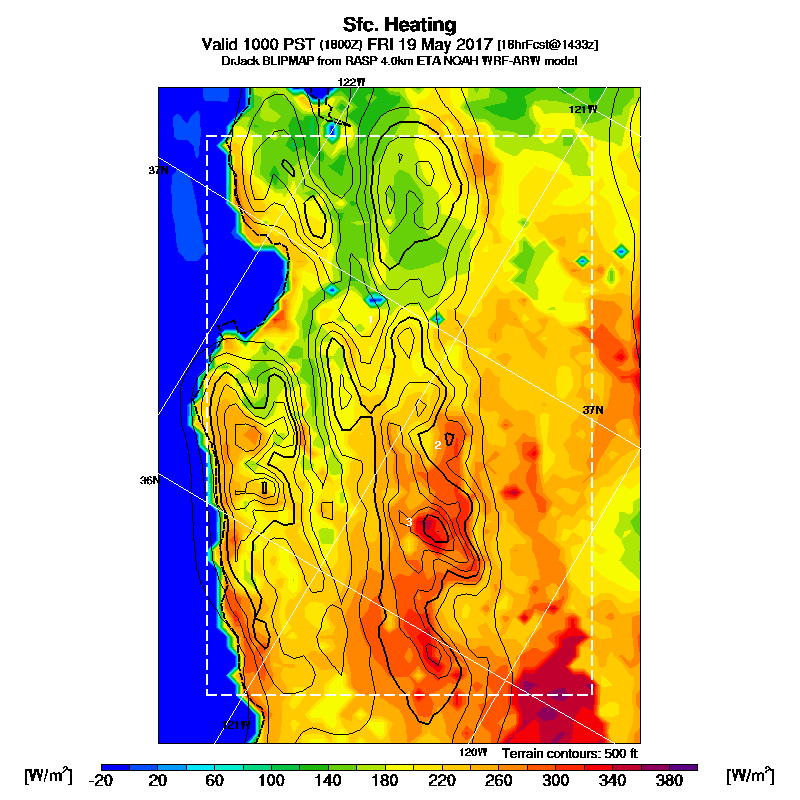 Sfc. Heating
Valid 1000 PST (1800Z) FRI 19 May 2017 [18hrFcst@1433z]
DrJack BLIPMAP from RASP 4.0km ETA NOAH WRF-ARW model
122W
121W
37N
1
37N
2
36N
3
121W
120W
Terrain contours: 500 ft
[W/m²] -20 20 60 100 140 180 220 260 300 340 380 [W/m²]